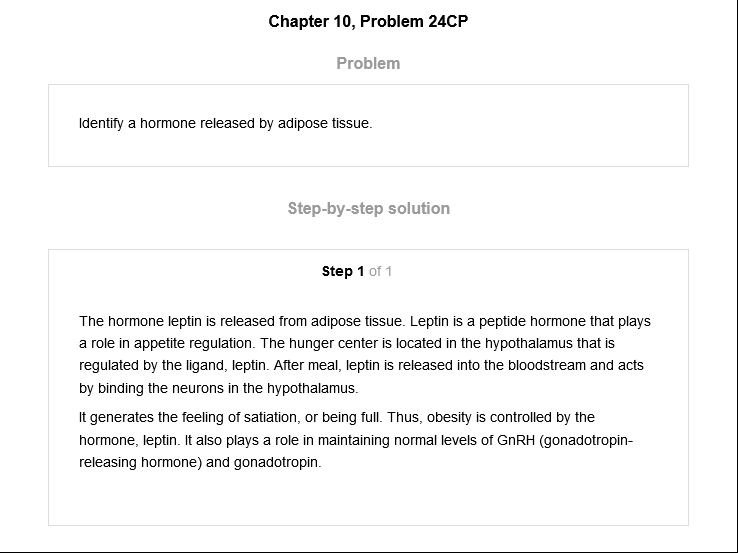 Chapter 10, Problem 24CP
Problem
Identify a hormone released by adipose tissue.
Step-by-step solution
Step 1 of 1
The hormone leptin is released from adipose tissue. Leptin is a peptide hormone that plays
a role in appetite regulation. The hunger center is located in the hypothalamus that is
regulated by the ligand, leptin. After meal, leptin is released into the bloodstream and acts
by binding the neurons in the hypothalamus.
It generates the feeling of satiation, or being full. Thus, obesity is controlled by the
hormone, leptin. It also plays a role in maintaining normal levels of GnRH (gonadotropin-
releasing hormone) and gonadotropin.